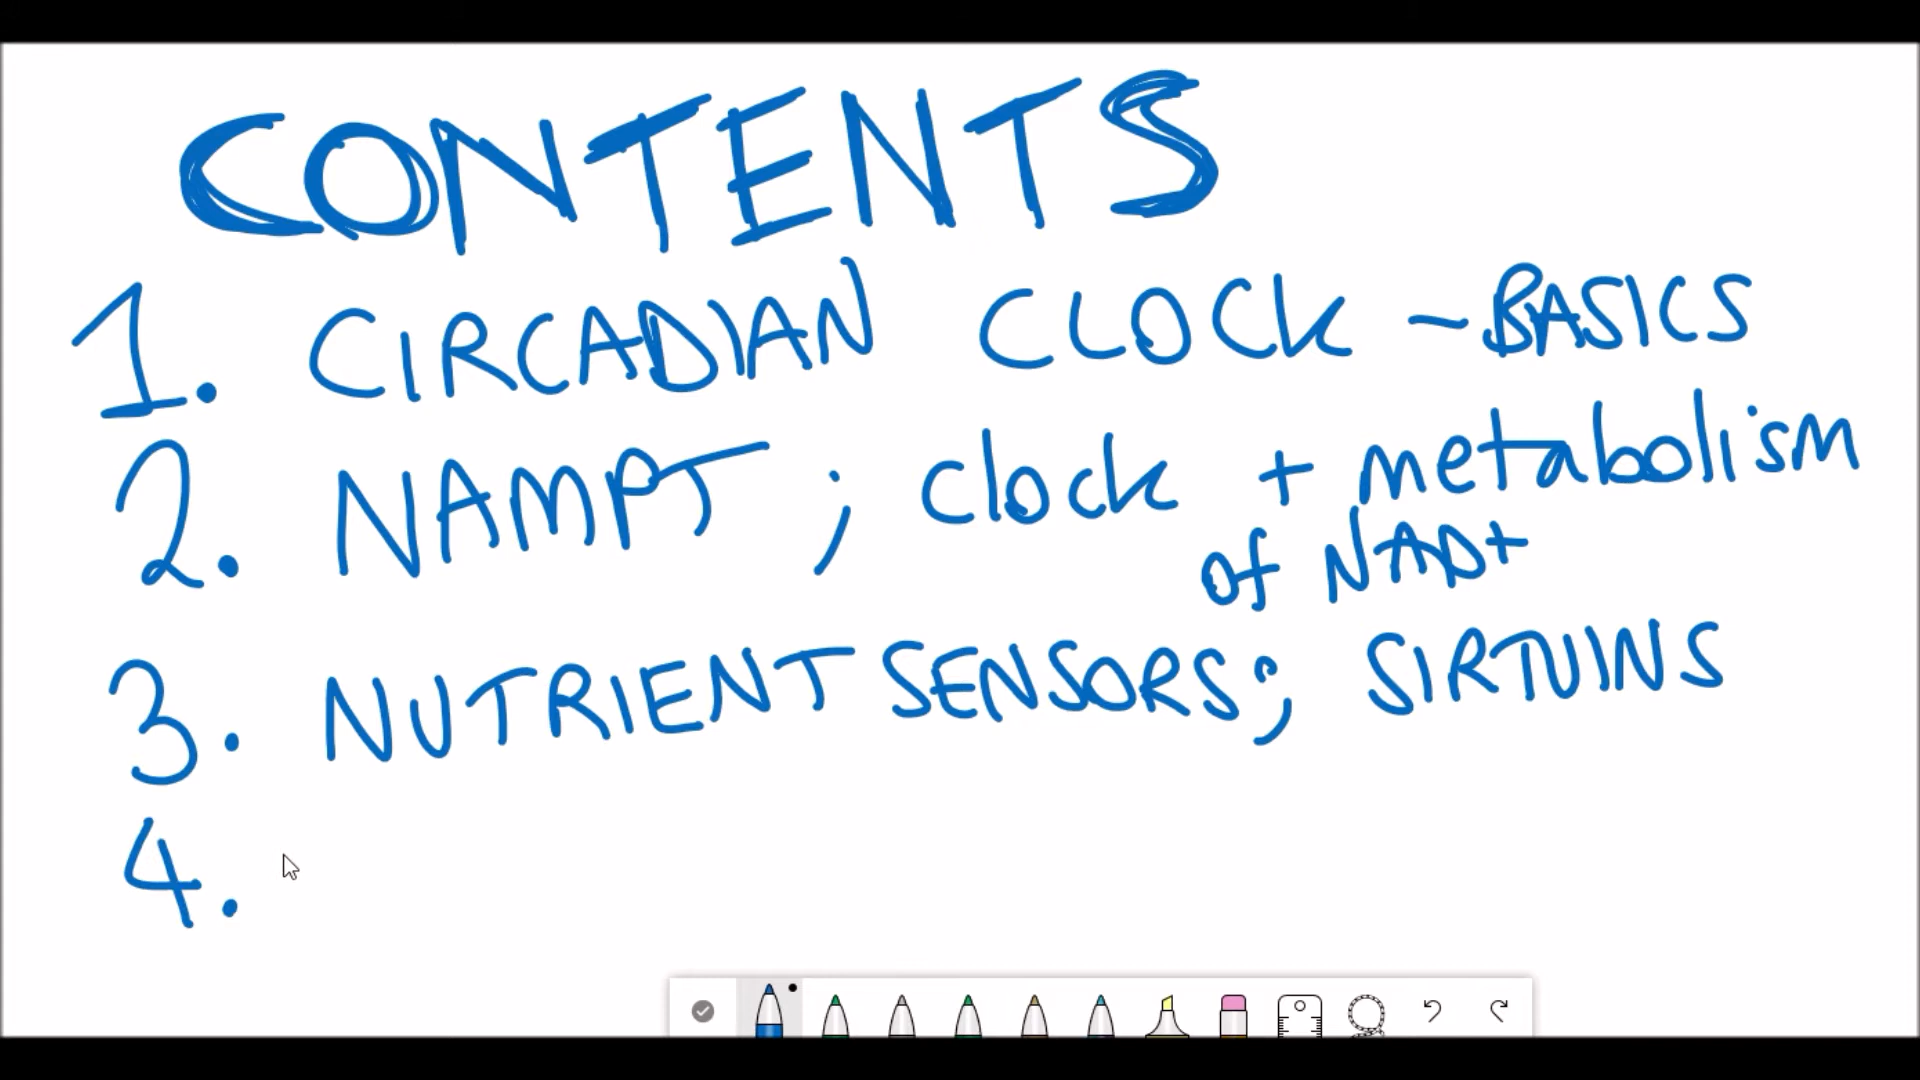 CONTENTS
1. CIRCADIAN CLOCK - BASICS
2. NAMPT ; clock + metabolism
of NAD+
3. NUTRIENT SENSORS; SIRTUINS
4.